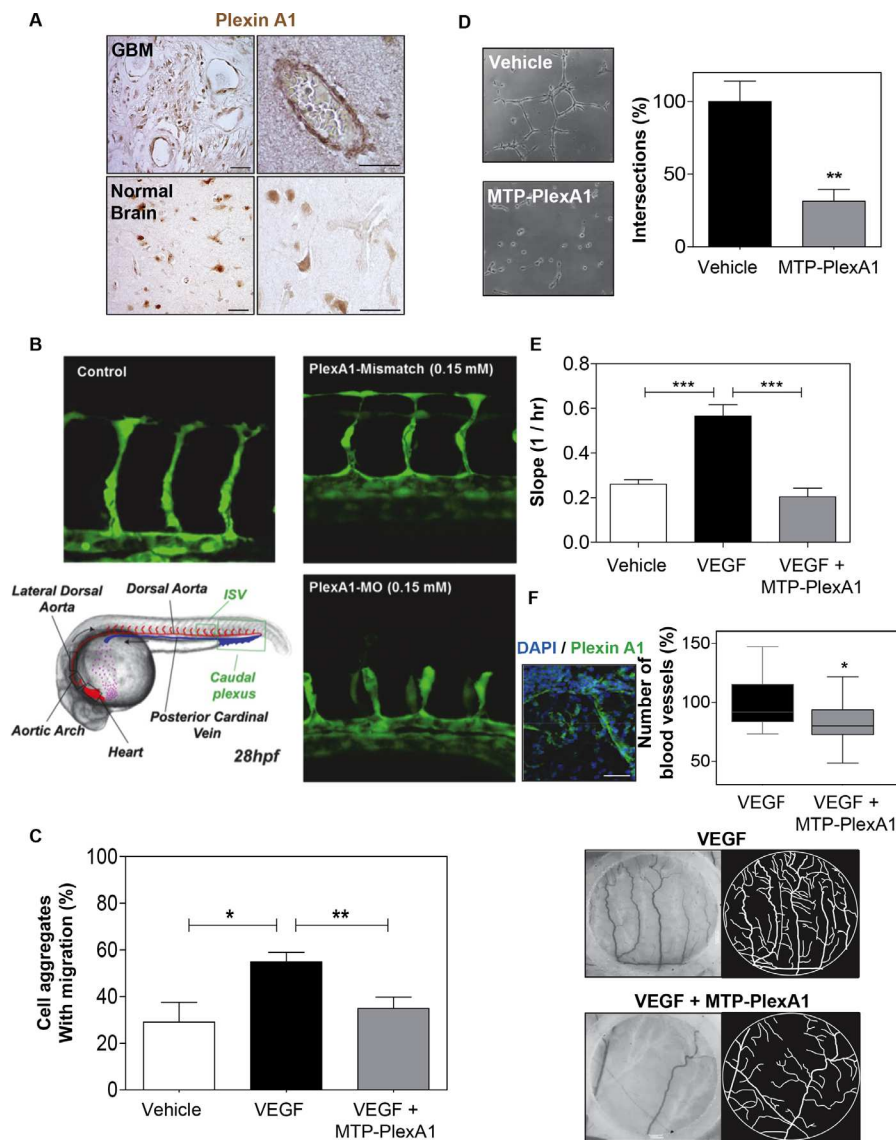 A
Plexin A1
GBM
Normal
Brain
B
Control
PlexA1-Mismatch (0.15 mM)
Lateral Dorsal
Aorta
Dorsal Aorta
ISV
Caudal
plexus
Posterior Cardinal
Vein
Aortic Arch
Heart
28hpf
PlexA1-MO (0.15 mM)
C
Cell aggregates
With migration (%)
100
80
60
40
20
0
*
**
Vehicle
VEGF
VEGF +
MTP-PlexA1
D
Vehicle
MTP-PlexA1
Intersections (%)
100
50
0
**
Vehicle
MTP-PlexA1
E
Slope (1 / hr)
0.8
0.6
0.4
0.2
0.0
***
***
Vehicle
VEGF
VEGF +
MTP-PlexA1
F
DAPI / Plexin A1
Number of
blood vessels (%)
150
100
50
*
VEGF
VEGF +
MTP-PlexA1
VEGF
VEGF + MTP-PlexA1